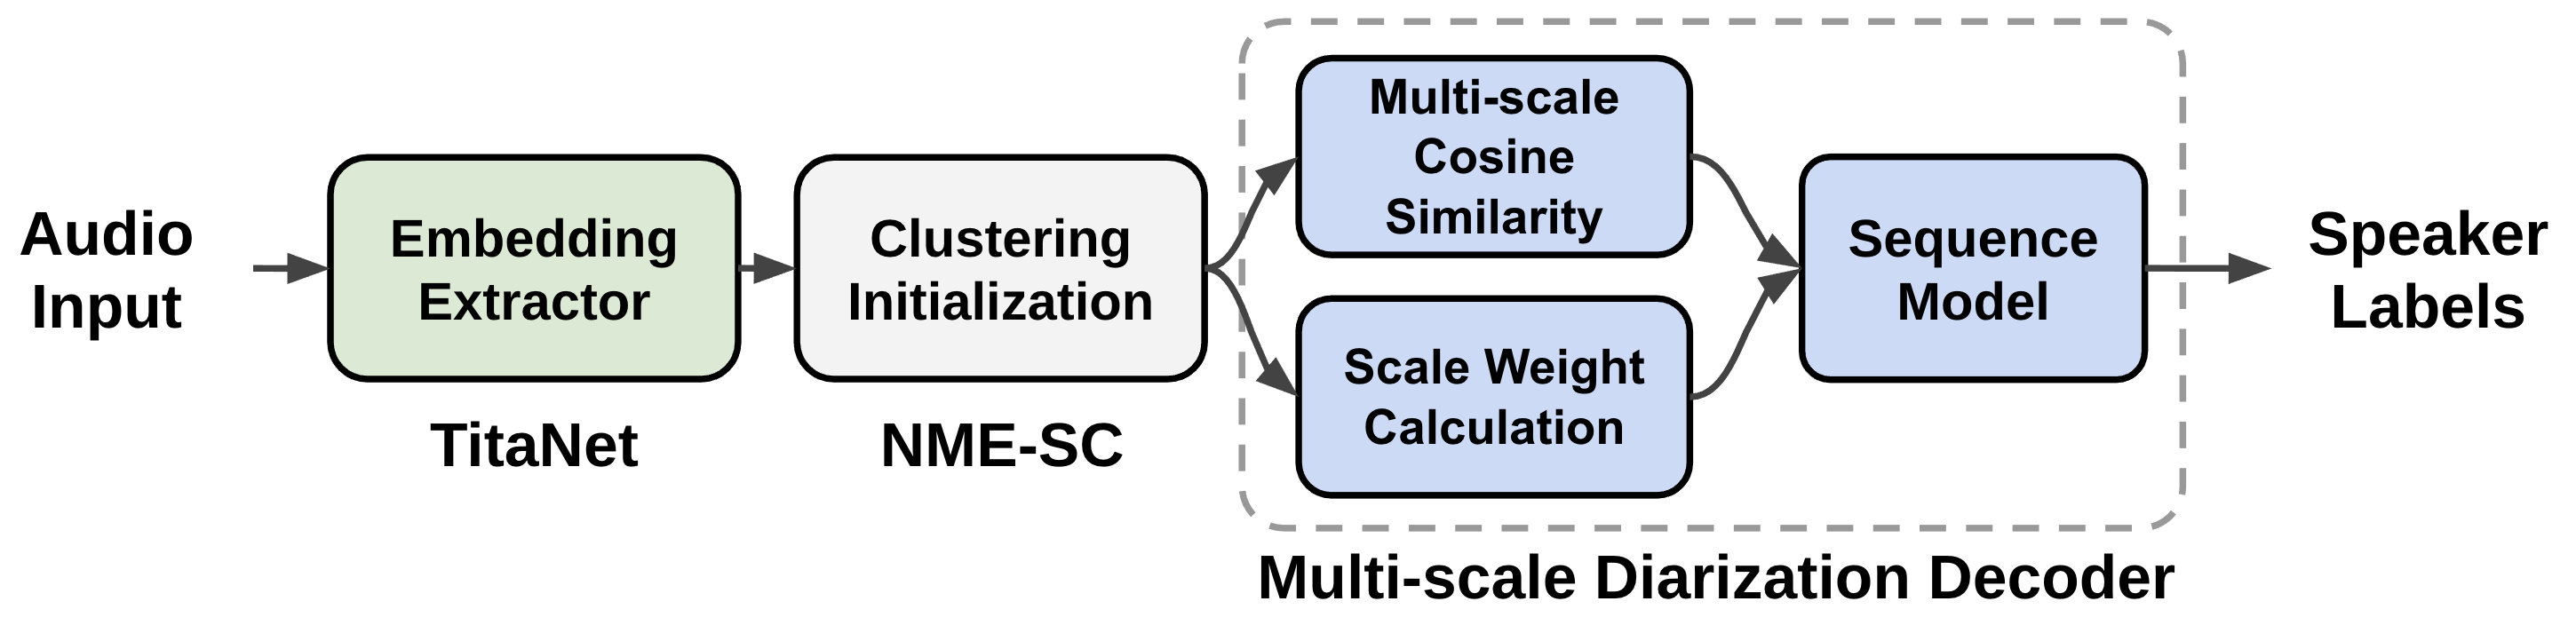 Audio
Input
Embedding
Extractor
TitaNet
Clustering
Initialization
NME-SC
Multi-scale
Cosine
Similarity
Scale Weight
Calculation
Sequence
Model
Multi-scale Diarization Decoder
Speaker
Labels